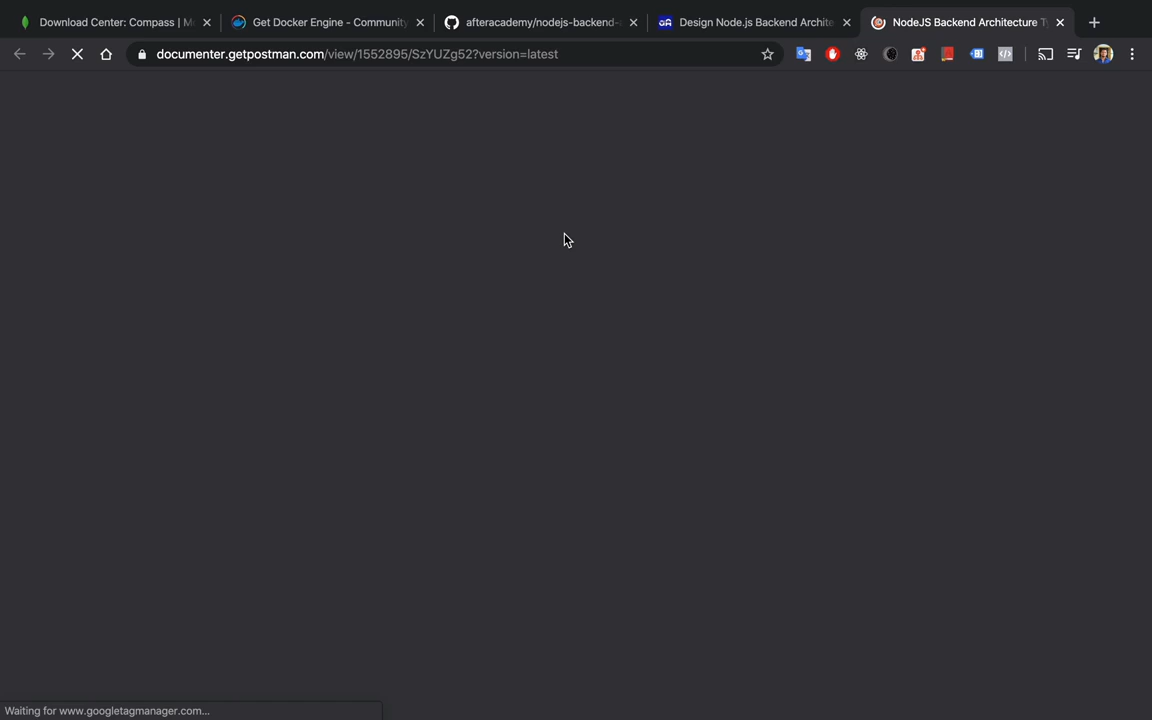 Download Center: Compass | M
Get Docker Engine - Community
afteracademy/nodejs-backend-
Design Node.js Backend Archite
NodeJS Backend Architecture Ty
documenter.getpostman.com/view/1552895/SzYUZg52?version=latest
Waiting for www.googletagmanager.com...